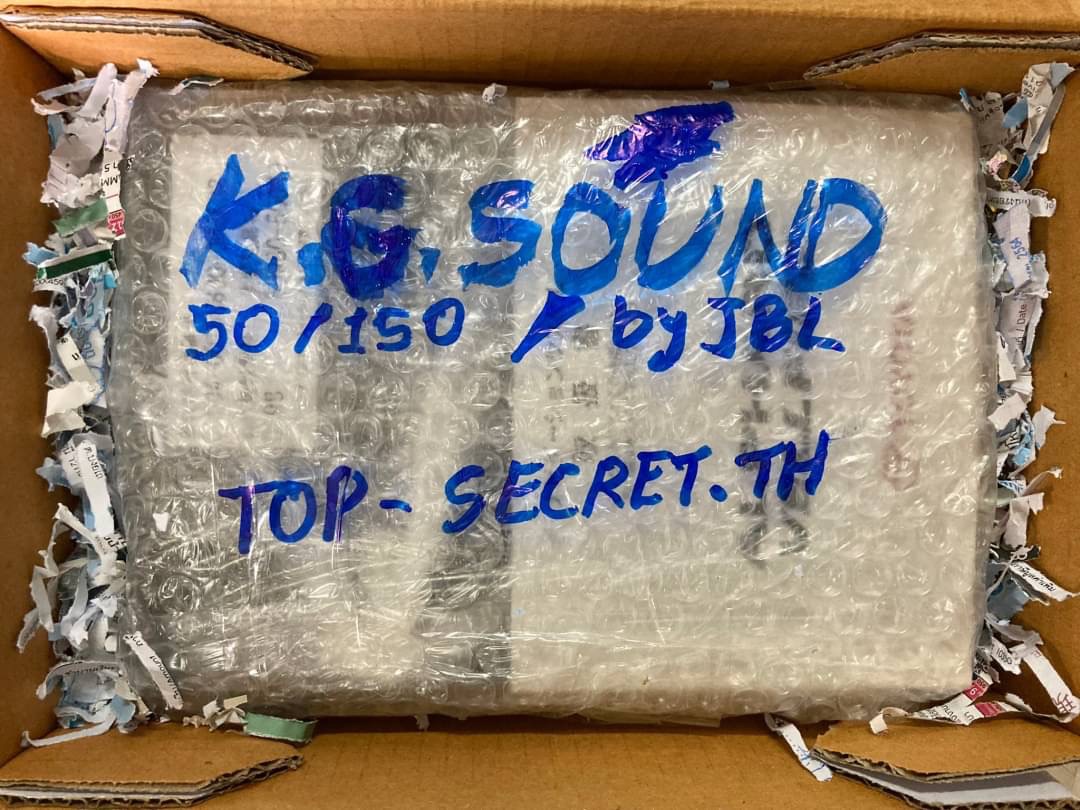 K.G.SOUND
50/150 / by JBL
TOP-SECRET.TH